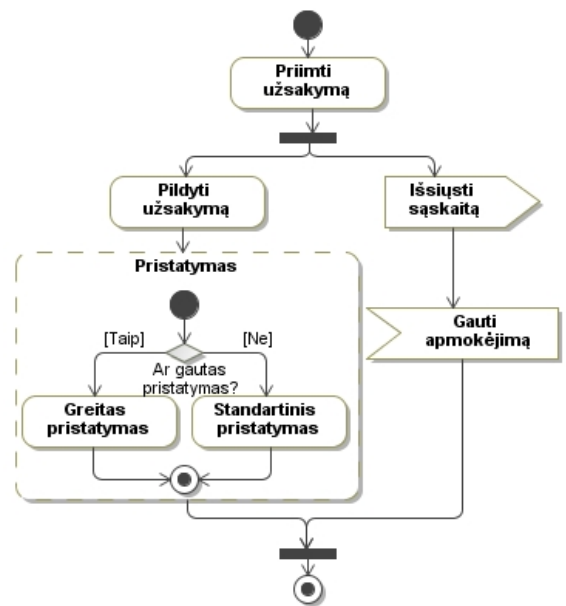 Priimti
užsakymą
Pildyti
užsakymą
Išsiųsti
sąskaitą
Pristatymas
Gauti
apmokėjimą
[Taip]
[Ne]
Ar gautas
pristatymas?
Greitas
pristatymas
Standartinis
pristatymas